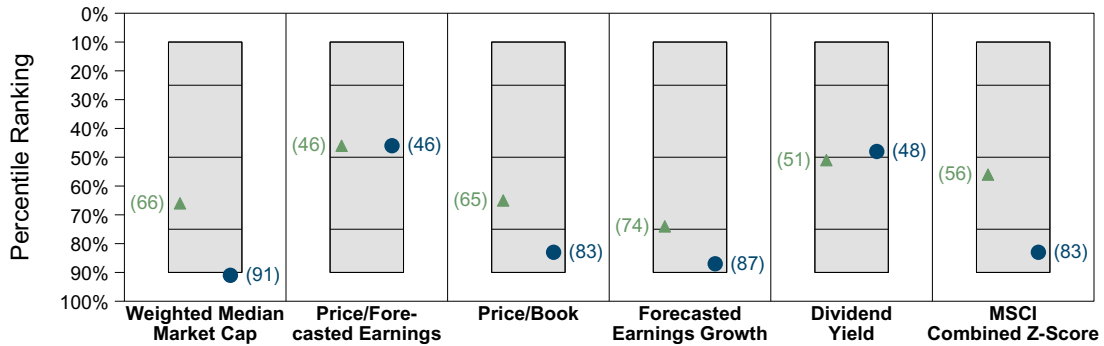 Percentile Ranking
0%
10%
20%
30%
40%
50%
60%
70%
80%
90%
100%
(66)
(91)
(46)
(46)
(65)
(83)
(74)
(87)
(51)
(48)
(56)
(83)
Weighted Median
Market Cap
Price/Fore-
casted Earnings
Price/Book
Forecasted
Earnings Growth
Dividend
Yield
MSCI
Combined Z-Score